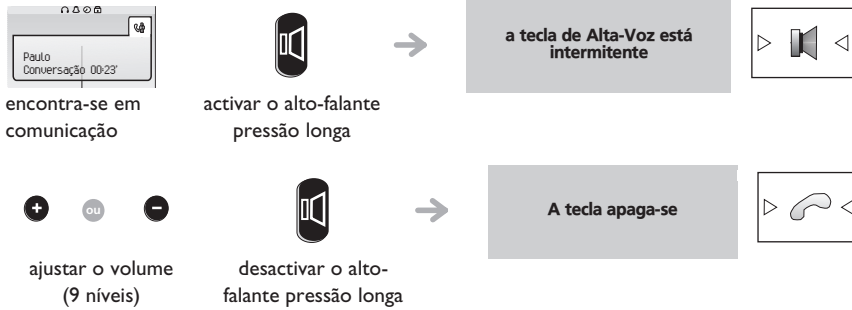 Paulo
Conversação 00:23'
a tecla de Alta-Voz está
intermitente
encontra-se em
comunicação
activar o alto-falante
pressão longa
+
ou
-
A tecla apaga-se
ajustar o volume
(9 níveis)
desactivar o alto-
falante pressão longa